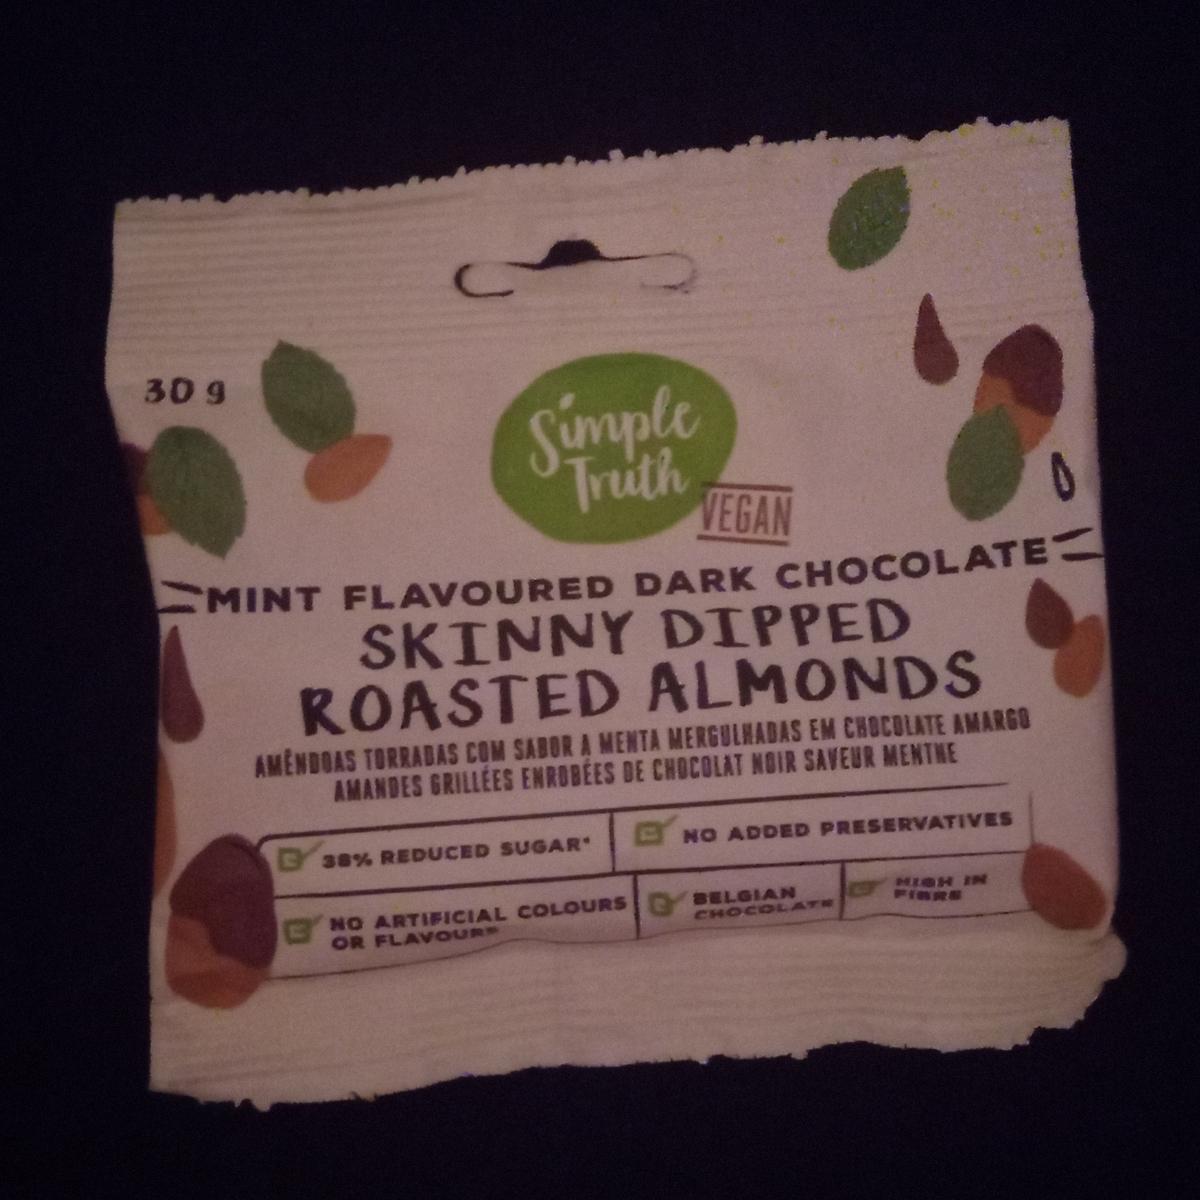 30 g
Simple
Truth
VEGAN
MINT FLAVOURED DARK CHOCOLATE
SKINNY DIPPED
ROASTED ALMONDS
AMÊNDOAS TORRADAS COM SABOR A MENTA MERGULHADAS EM CHOCOLATE AMARGO
AMANDES GRILLÉES ENROBÉES DE CHOCOLAT NOIR SAVEUR MENTHE
38% REDUCED SUGAR*
NO ADDED PRESERVATIVES
NO ARTIFICIAL COLOURS
OR FLAVOURS
BELGIAN
CHOCOLATE
HIGH IN
FIBRE